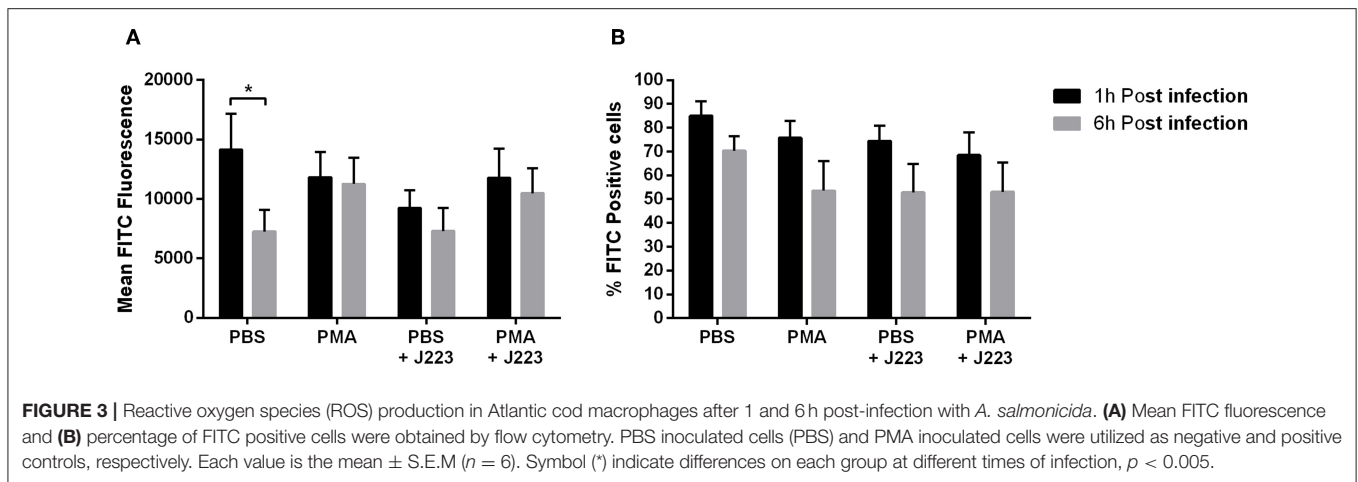 A
B
20000
15000
10000
5000
0
Mean FITC Fluorescence
*
PBS
PMA
PBS
+ J223
PMA
+ J223
100
90
80
70
60
50
40
30
20
10
0
% FITC Positive cells
PBS
PMA
PBS
+ J223
PMA
+ J223
1h Post infection
6h Post infection
FIGURE 3 | Reactive oxygen species (ROS) production in Atlantic cod macrophages after 1 and 6 h post-infection with A. salmonicida. (A) Mean FITC fluorescence
and (B) percentage of FITC positive cells were obtained by flow cytometry. PBS inoculated cells (PBS) and PMA inoculated cells were utilized as negative and positive
controls, respectively. Each value is the mean ± S.E.M (n = 6). Symbol (*) indicate differences on each group at different times of infection, p < 0.005.